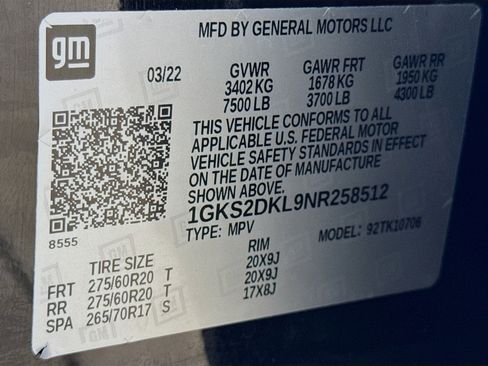 gm
MFD BY GENERAL MOTORS LLC
03/22 GVWR GAWR FRT GAWR RR
3402 KG 1678 KG 1950 KG
7500 LB 3700 LB 4300 LB
THIS VEHICLE CONFORMS TO ALL
APPLICABLE U.S. FEDERAL MOTOR
VEHICLE SAFETY STANDARDS IN EFFECT
ON THE DATE OF MANUFACTURE
SHOWN ABOVE.
1GKS2DKL9NR258512
8555 TYPE: MPV MODEL: 92TK10706
TIRE SIZE RIM
FRT 275/60R20 T 20X9J
RR 275/60R20 T 20X9J
SPA 265/70R17 S 17X8J